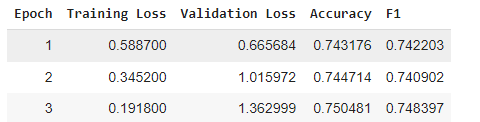 Epoch Training Loss Validation Loss Accuracy F1
1 0.588700 0.665684 0.743176 0.742203
2 0.345200 1.015972 0.744714 0.740902
3 0.191800 1.362999 0.750481 0.748397